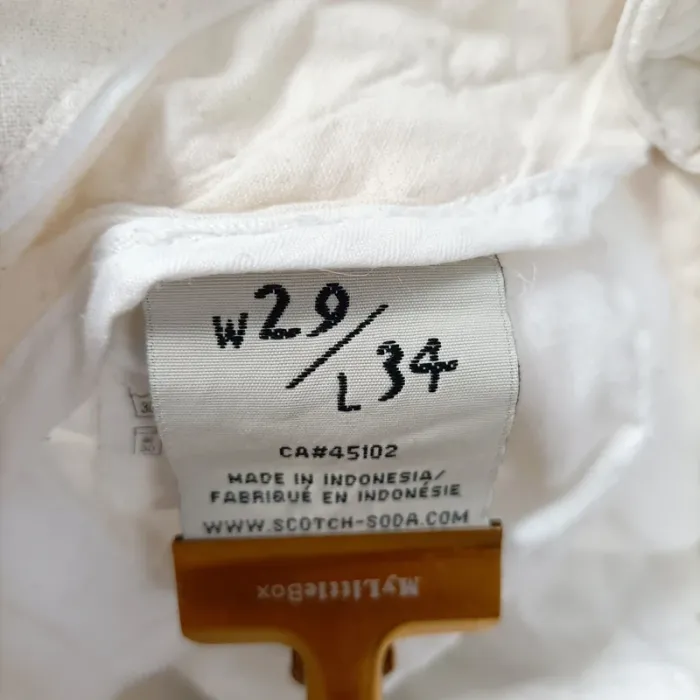 W29/L34
CA#45102
MADE IN INDONESIA/
FABRIQUÉ EN INDONÉSIE
WWW.SCOTCH-SODA.COM
MyLittleBox